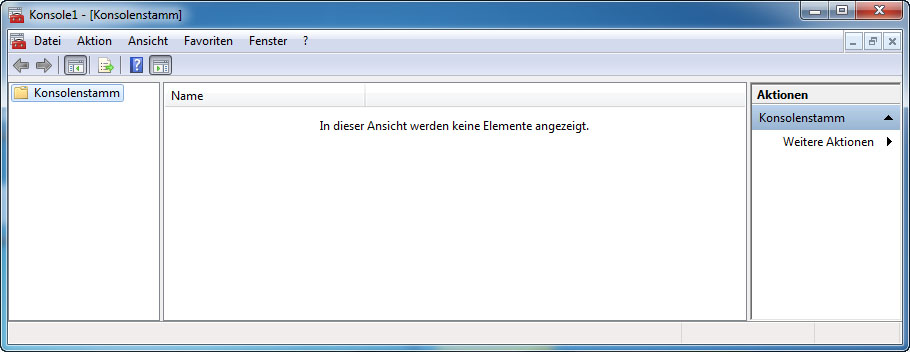 Konsole1 - [Konsolenstamm]
Datei Aktion Ansicht Favoriten Fenster ?
Konsolenstamm
Name
In dieser Ansicht werden keine Elemente angezeigt.
Aktionen
Konsolenstamm
Weitere Aktionen